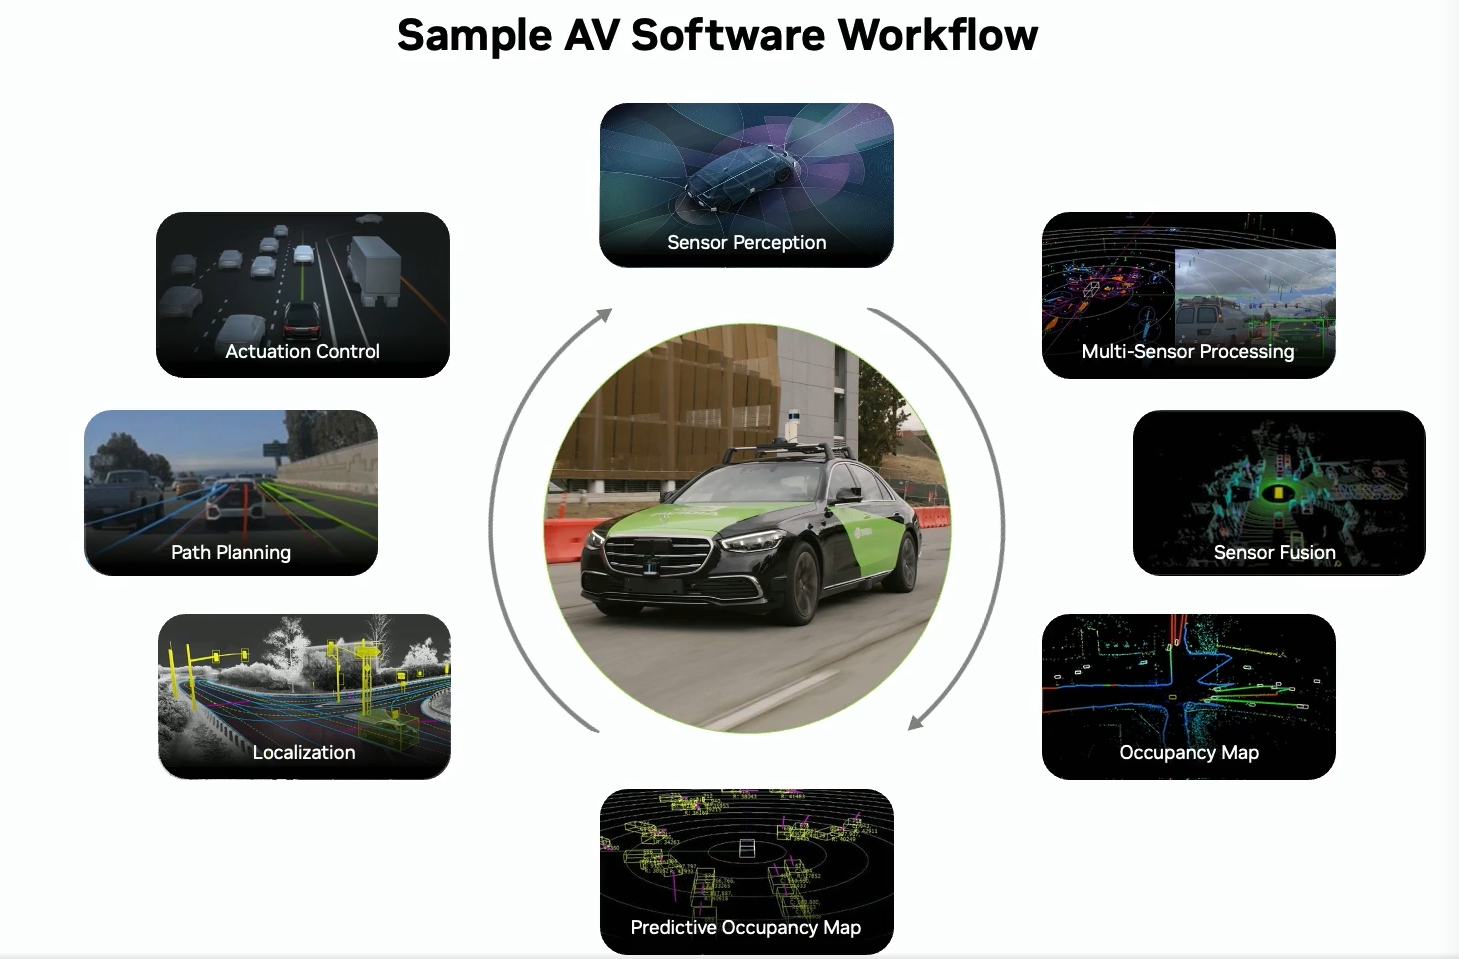 Sample AV Software Workflow
Sensor Perception
Multi-Sensor Processing
Sensor Fusion
Occupancy Map
Predictive Occupancy Map
Localization
Path Planning
Actuation Control